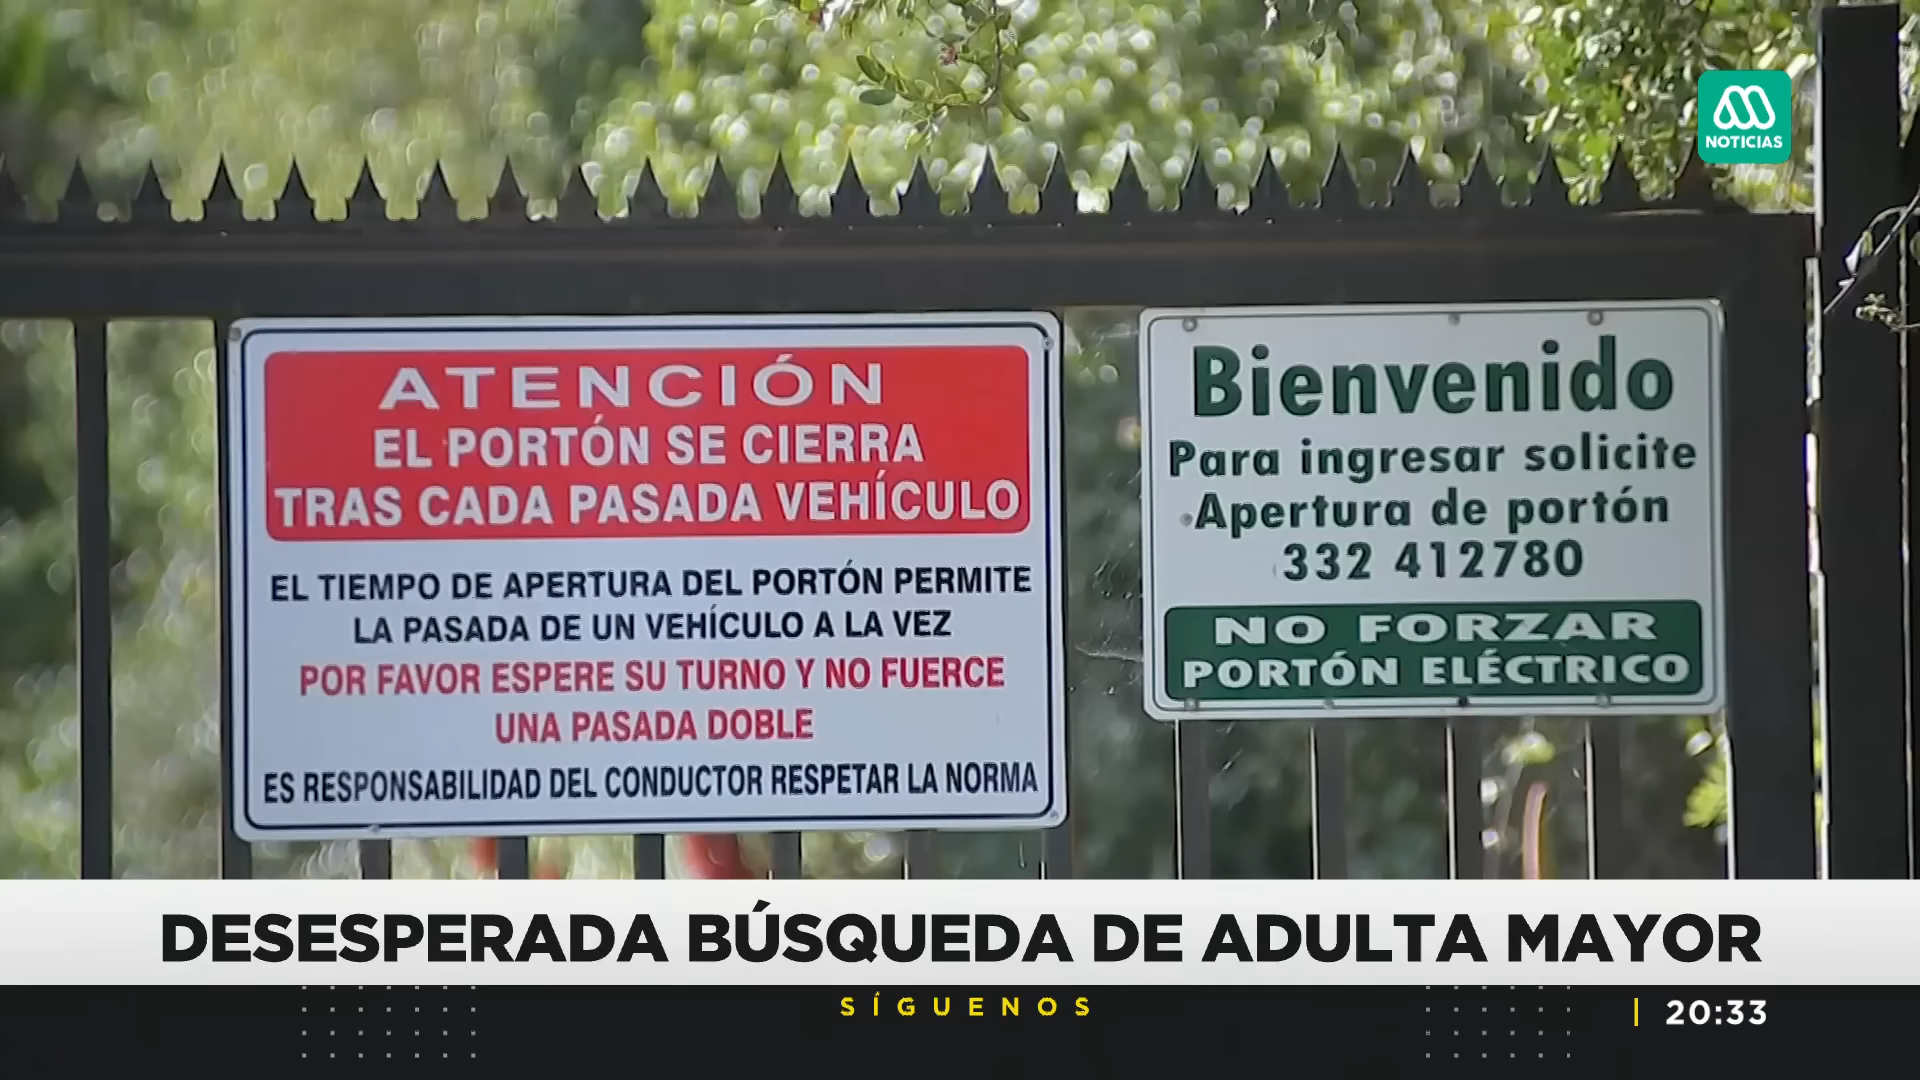 NOTICIAS
ATENCIÓN
EL PORTÓN SE CIERRA
TRAS CADA PASADA VEHÍCULO
EL TIEMPO DE APERTURA DEL PORTÓN PERMITE
LA PASADA DE UN VEHÍCULO A LA VEZ
POR FAVOR ESPERE SU TURNO Y NO FUERCE
UNA PASADA DOBLE
ES RESPONSABILIDAD DEL CONDUCTOR RESPETAR LA NORMA
Bienvenido
Para ingresar solicite
Apertura de portón
332 412780
NO FORZAR
PORTÓN ELÉCTRICO
DESESPERADA BÚSQUEDA DE ADULTA MAYOR
SÍGUENOS
20:33